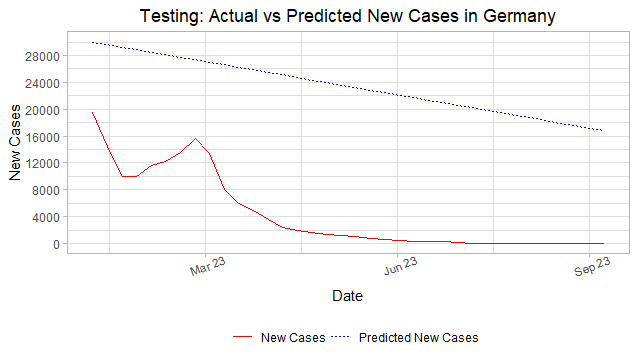 Testing: Actual vs Predicted New Cases in Germany
New Cases
28000
24000
20000
16000
12000
8000
4000
0
Mar 23
Jun 23
Sep 23
Date
New Cases
Predicted New Cases